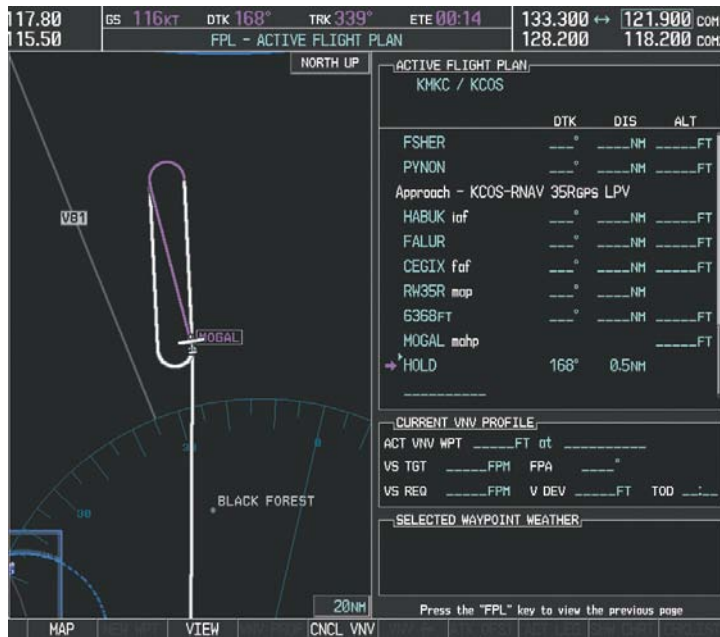 117.80 GS 116KT DTK 168° TRK 339° ETE 00:14 133.300 ↔ 121.900 COM
115.50 FPL - ACTIVE FLIGHT PLAN 128.200 118.200 COM
NORTH UP
V81
MOGAL
30
0
30
BLACK FOREST
20NM
ACTIVE FLIGHT PLAN
KMKC / KCOS
DTK DIS ALT
FSHER ___° ____NM _____FT
PYNON ___° ____NM _____FT
Approach - KCOS-RNAV 35RGPS LPV
HABUK iaf ___° ____NM _____FT
FALUR ___° ____NM _____FT
CEGIX faf ___° ____NM _____FT
RW35R map ___° ____NM
6368FT ___° ____NM _____FT
MOGAL mahp _____FT
HOLD 168° 0.5NM
CURRENT VNV PROFILE
ACT VNV WPT _____FT at __________
VS TGT _____FPM FPA ____°
VS REQ _____FPM V DEV _____FT TOD __:__
SELECTED WAYPOINT WEATHER
Press the "FPL" key to view the previous page
MAP VIEW CNCL VNV